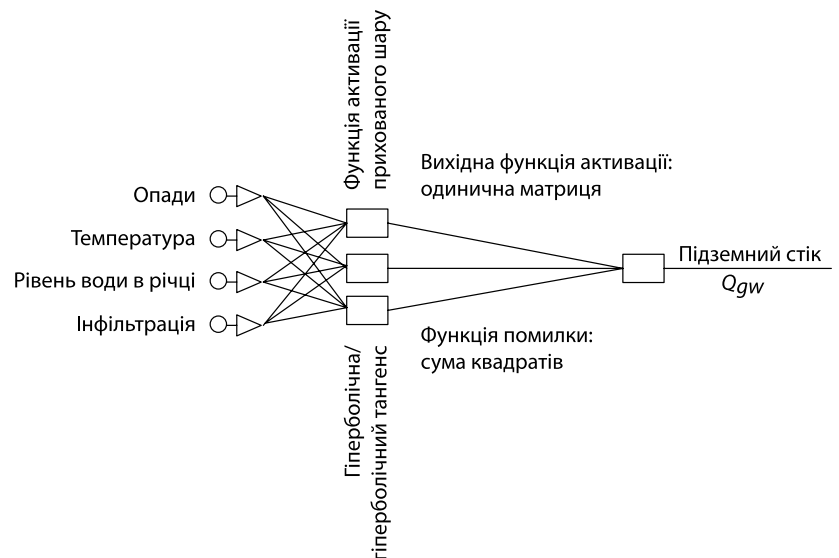 Функція активації
прихованого шару
Вихідна функція активації:
одинична матриця
Опади
Температура
Рівень води в річці
Інфільтрація
Підземний стік
Qgw
Функція помилки:
сума квадратів
Гіперболічна/
гіперболічний тангенс